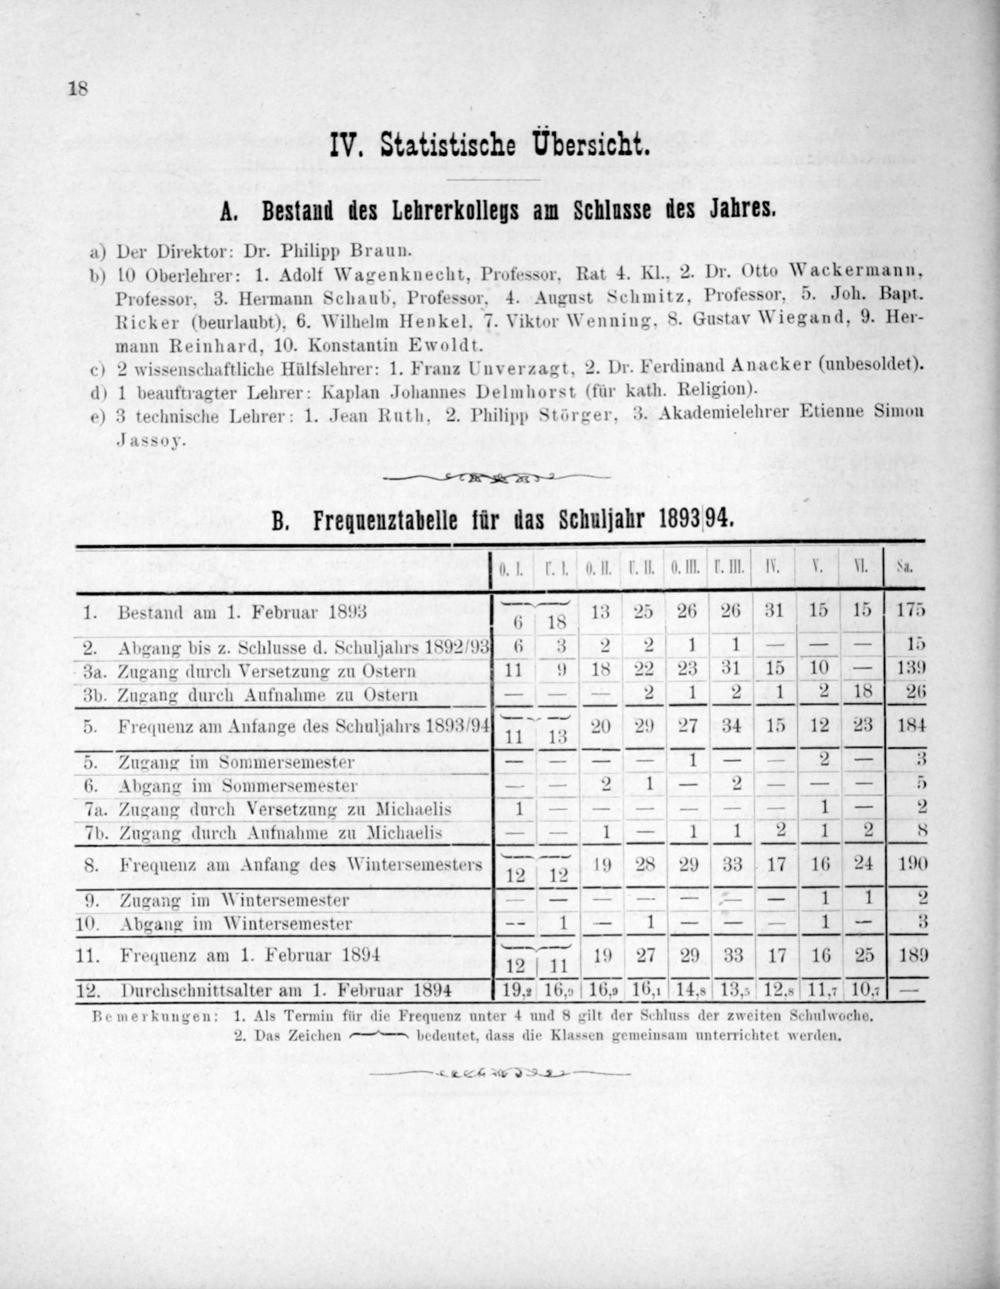 18
IV. Statistische Übersicht.
A. Bestand des Lehrerkollegs am Schlusse des Jahres.
a) Der Direktor: Dr. Philipp Braun.
b) 10 Oberlehrer: 1. Adolf Wagenknecht, Professor, Rat 4. Kl., 2. Dr. Otto Wackermann,
Professor, 3. Hermann Schaub, Professor, 4. August Schmitz, Professor, 5. Joh. Bapt.
Ricker (beurlaubt), 6. Wilhelm Henkel, 7. Viktor Wenning, 8. Gustav Wiegand, 9. Her-
mann Reinhard, 10. Konstantin Ewoldt.
c) 2 wissenschaftliche Hülfslehrer: 1. Franz Unverzagt, 2. Dr. Ferdinand Anacker (unbesoldet).
d) 1 beauftragter Lehrer: Kaplan Johannes Delmhorst (für kath. Religion).
e) 3 technische Lehrer: 1. Jean Ruth, 2. Philipp Störger, 3. Akademielehrer Etienne Simon
Jassoy.
B. Frequenztabelle für das Schuljahr 1893/94.
O. I. U. I. O. II. U. II. O. III. U. III. IV. V. VI. Sa.
1. Bestand am 1. Februar 1893 6 18 13 25 26 26 31 15 15 175
2. Abgang bis z. Schlusse d. Schuljahrs 1892/93 6 3 2 2 1 1 — — — 15
3a. Zugang durch Versetzung zu Ostern 11 9 18 22 23 31 15 10 — 139
3b. Zugang durch Aufnahme zu Ostern — — — 2 1 2 1 2 18 26
5. Frequenz am Anfange des Schuljahrs 1893/94 11 13 20 29 27 34 15 12 23 184
5. Zugang im Sommersemester — — — — 1 — — 2 — 3
6. Abgang im Sommersemester — — 2 1 — 2 — — — 5
7a. Zugang durch Versetzung zu Michaelis 1 — — — — — — 1 — 2
7b. Zugang durch Aufnahme zu Michaelis — — 1 — 1 1 2 1 2 8
8. Frequenz am Anfang des Wintersemesters 12 12 19 28 29 33 17 16 24 190
9. Zugang im Wintersemester — — — — — — — 1 1 2
10. Abgang im Wintersemester — 1 — 1 — — — 1 — 3
11. Frequenz am 1. Februar 1894 12 11 19 27 29 33 17 16 25 189
12. Durchschnittsalter am 1. Februar 1894 19,2 16,9 16,9 16,1 14,8 13,5 12,8 11,7 10,7 —
Bemerkungen: 1. Als Termin für die Frequenz unter 4 und 8 gilt der Schluss der zweiten Schulwoche.
2. Das Zeichen ⏞ bedeutet, dass die Klassen gemeinsam unterrichtet werden.